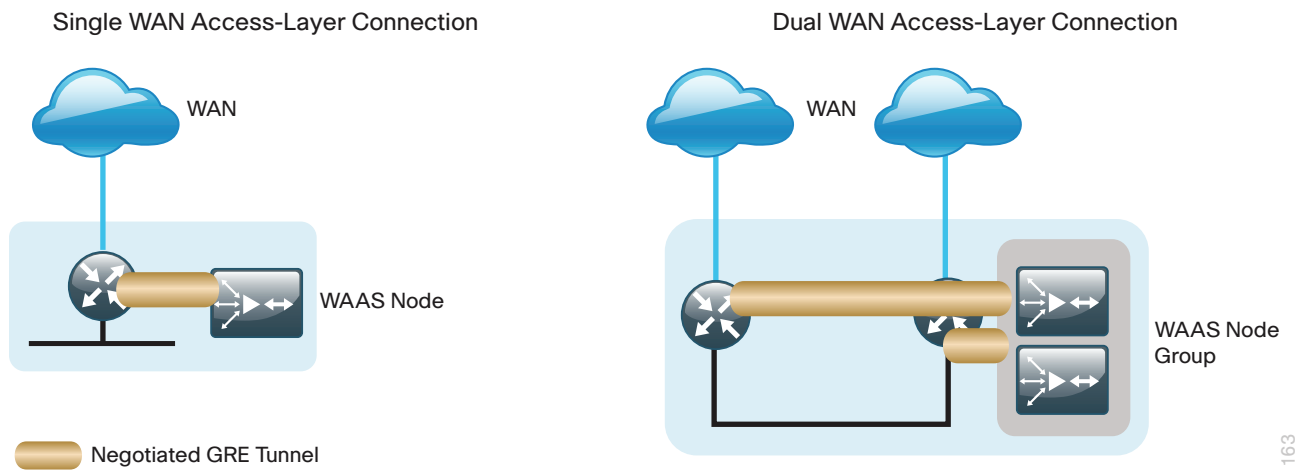 Single WAN Access-Layer Connection
WAN
WAAS Node
Negotiated GRE Tunnel
Dual WAN Access-Layer Connection
WAN
WAAS Node
Group
163